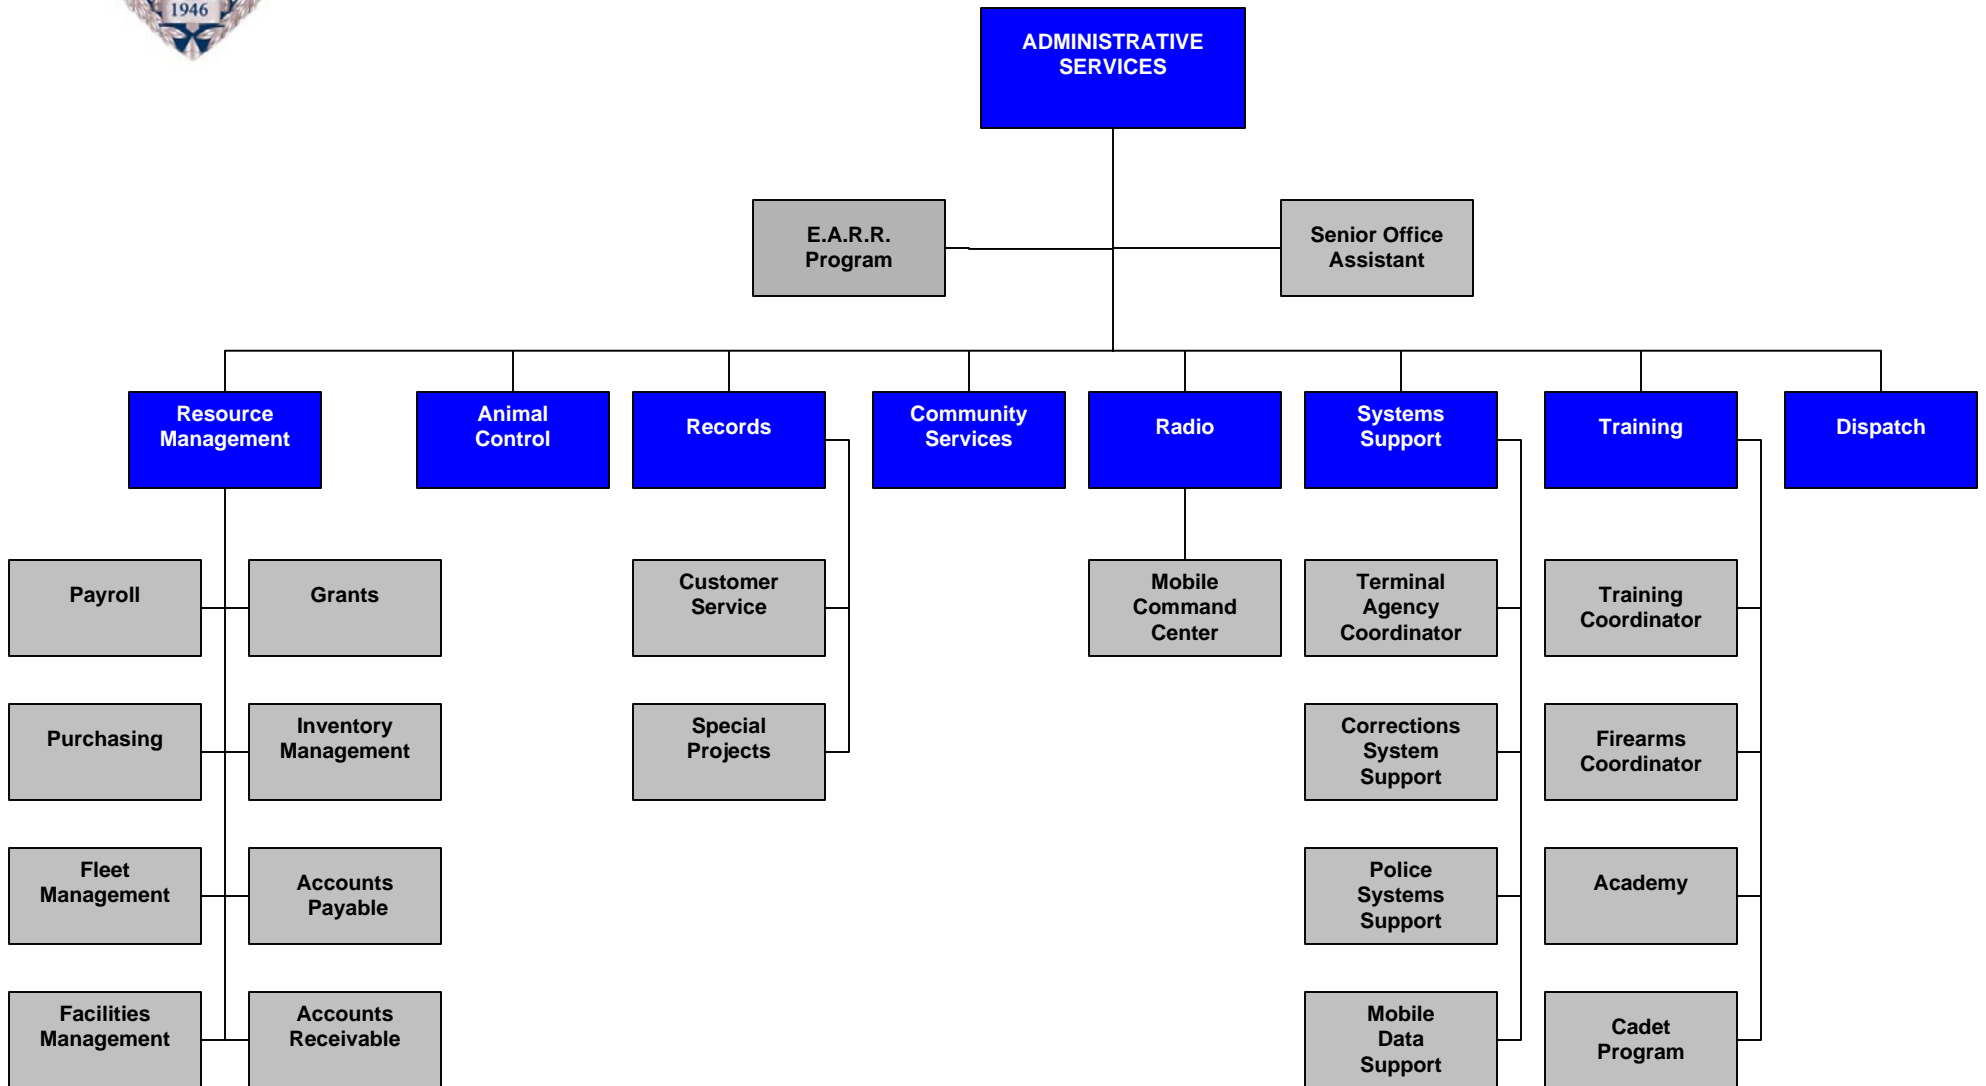 1946
ADMINISTRATIVE
SERVICES
E.A.R.R.
Program
Senior Office
Assistant
Resource
Management
Animal
Control
Records
Community
Services
Radio
Systems
Support
Training
Dispatch
Payroll
Grants
Customer
Service
Mobile
Command
Center
Terminal
Agency
Coordinator
Training
Coordinator
Purchasing
Inventory
Management
Special
Projects
Corrections
System
Support
Firearms
Coordinator
Fleet
Management
Accounts
Payable
Police
Systems
Support
Academy
Facilities
Management
Accounts
Receivable
Mobile
Data
Support
Cadet
Program